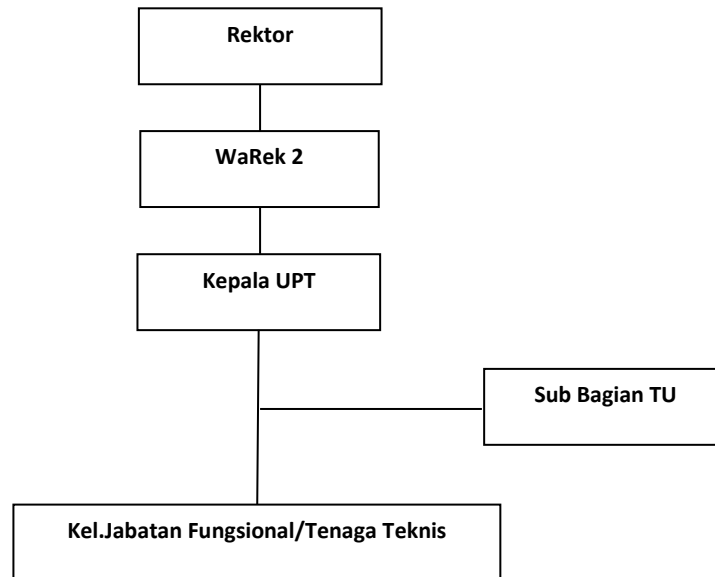 Rektor
WaRek 2
Kepala UPT
Sub Bagian TU
Kel.Jabatan Fungsional/Tenaga Teknis